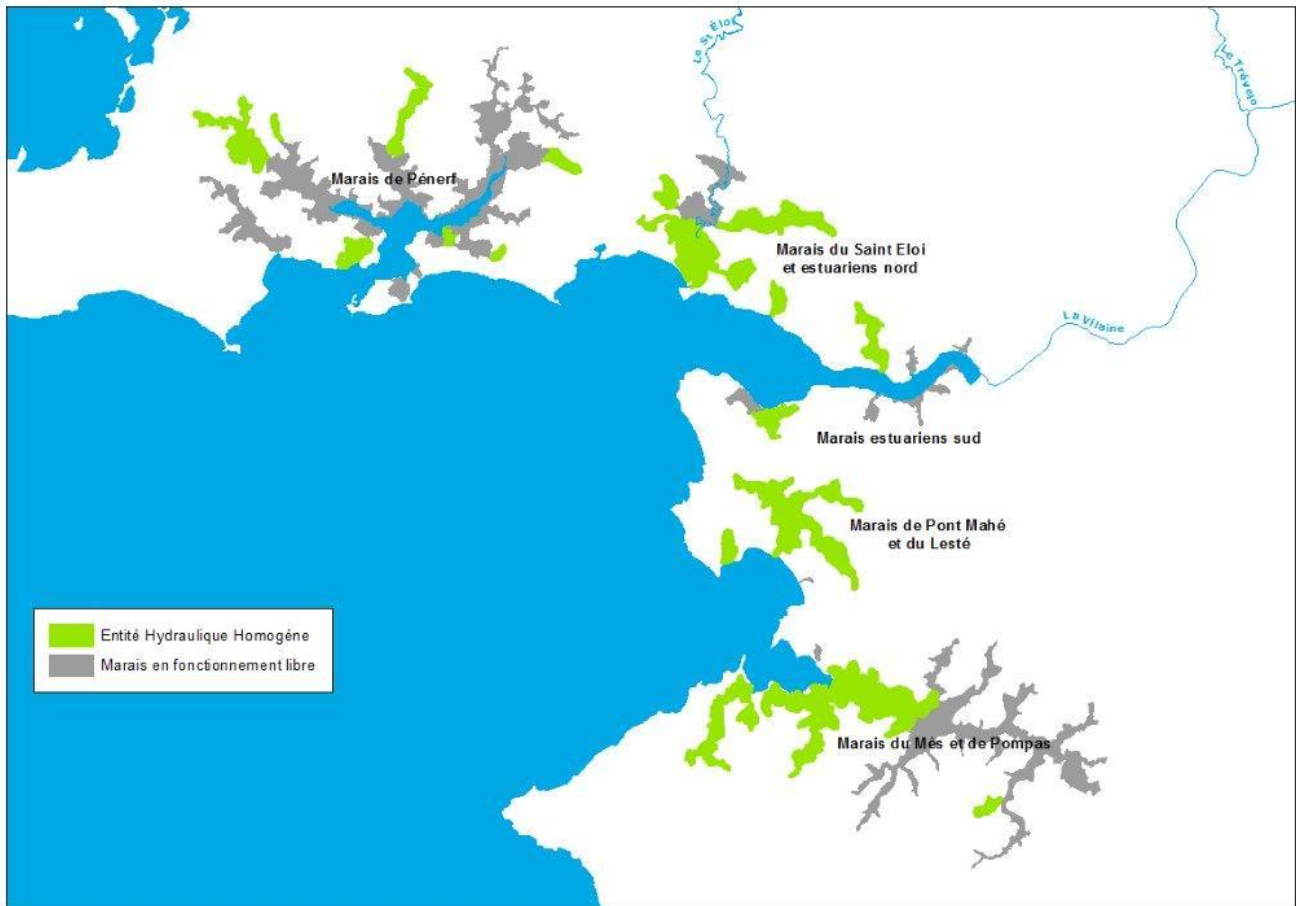 Le St Éloi
Le Trévelo
Marais de Pénerf
Marais du Saint Eloi
et estuariens nord
La Vilaine
Marais estuariens sud
Marais de Pont Mahé
et du Lesté
Entité Hydraulique Homogéne
Marais en fonctionnement libre
Marais du Mès et de Pompas